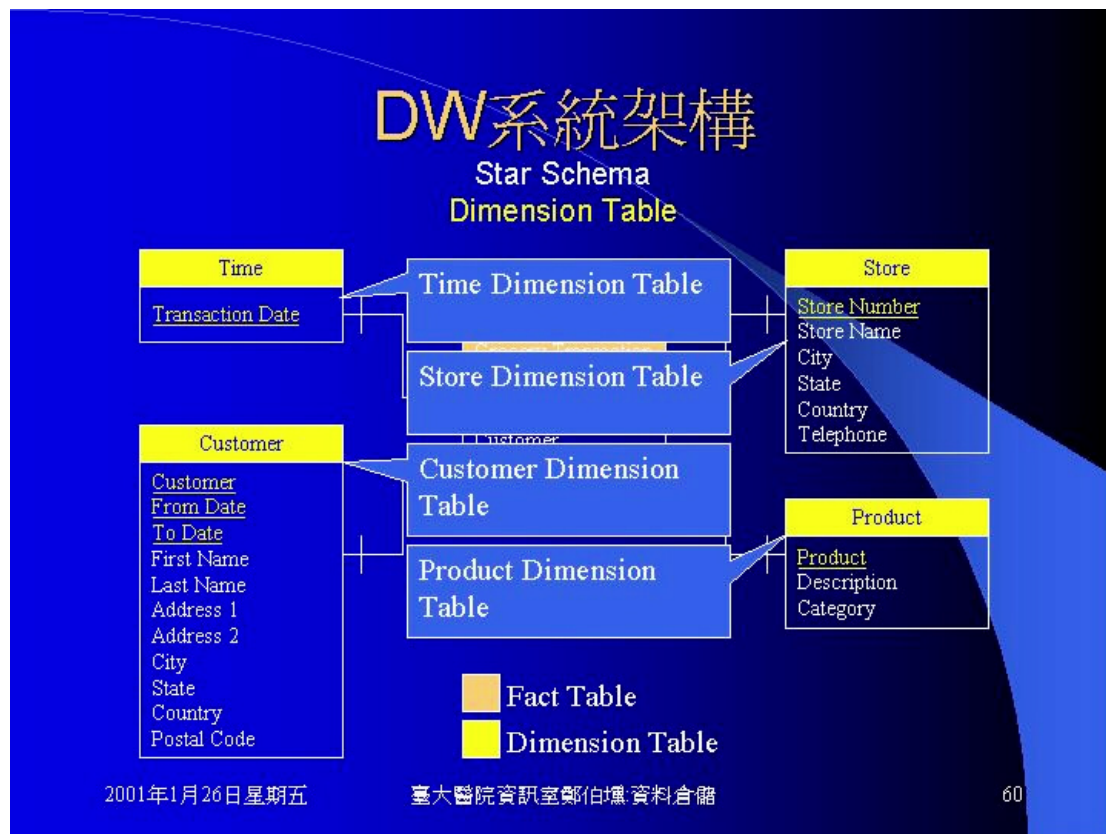 DW系統架構
Star Schema
Dimension Table
Time
Transaction Date
Time Dimension Table
Store
Store Number
Store Name
City
State
Country
Telephone
Store Dimension Table
Customer
Customer
Customer
From Date
To Date
First Name
Last Name
Address 1
Address 2
City
State
Country
Postal Code
Customer Dimension
Table
Product
Product
Description
Category
Product Dimension
Table
Fact Table
Dimension Table
2001年1月26日星期五
臺大醫院資訊室鄭伯壎:資料倉儲
60